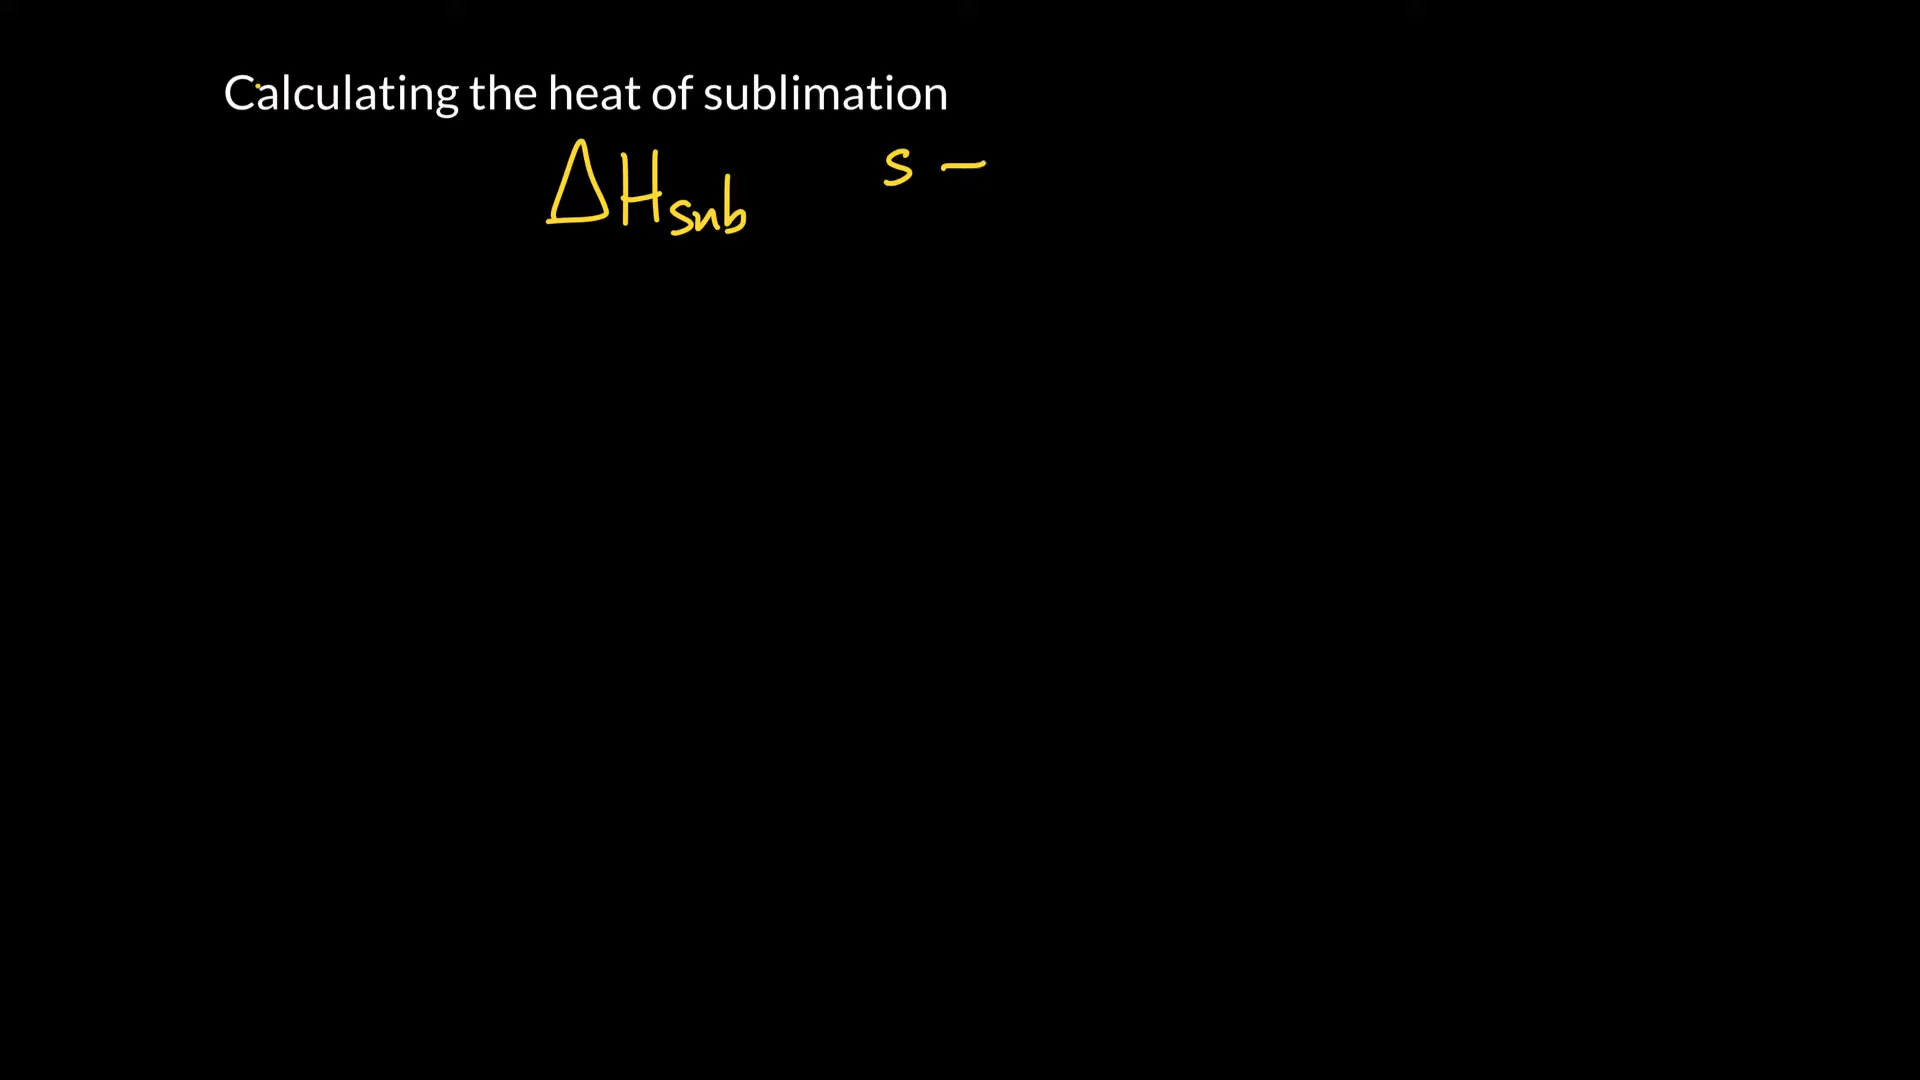 Calculating the heat of sublimation
ΔHsub s –